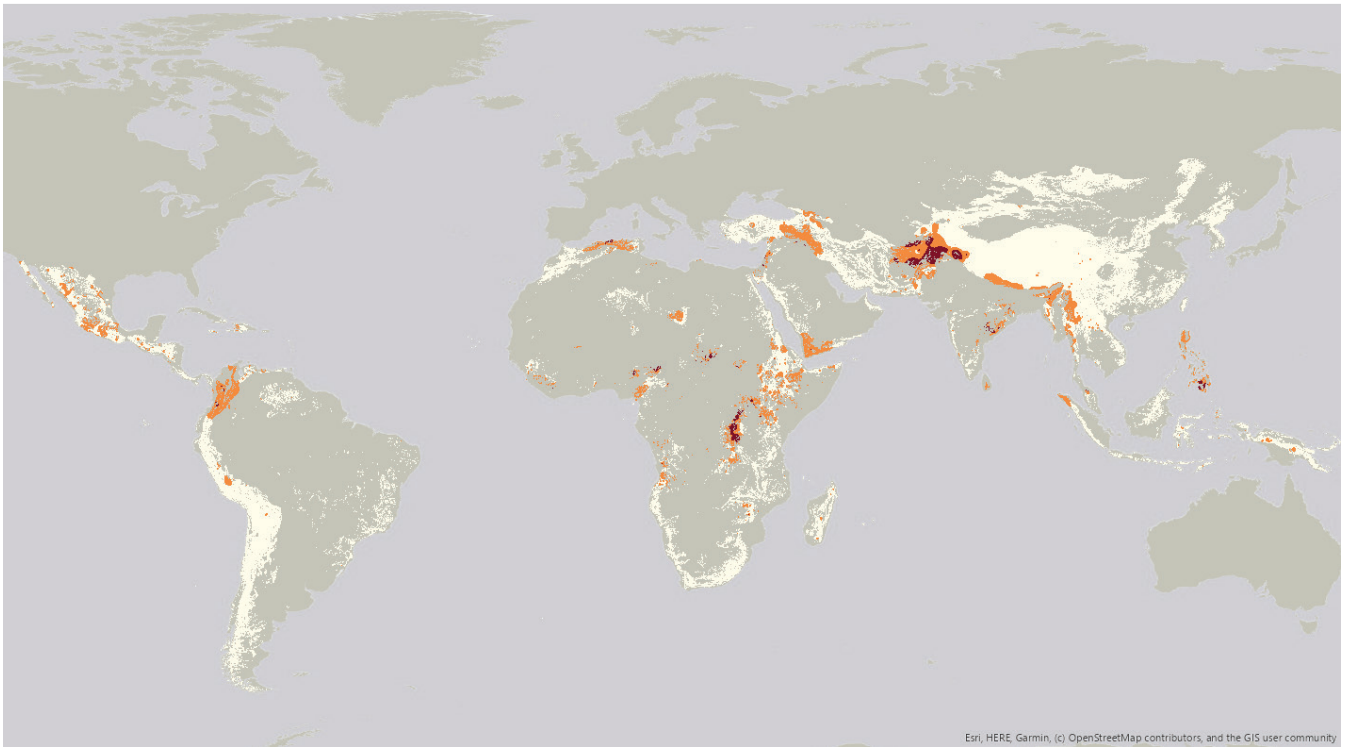 Esri, HERE, Garmin, (c) OpenStreetMap contributors, and the GIS user community